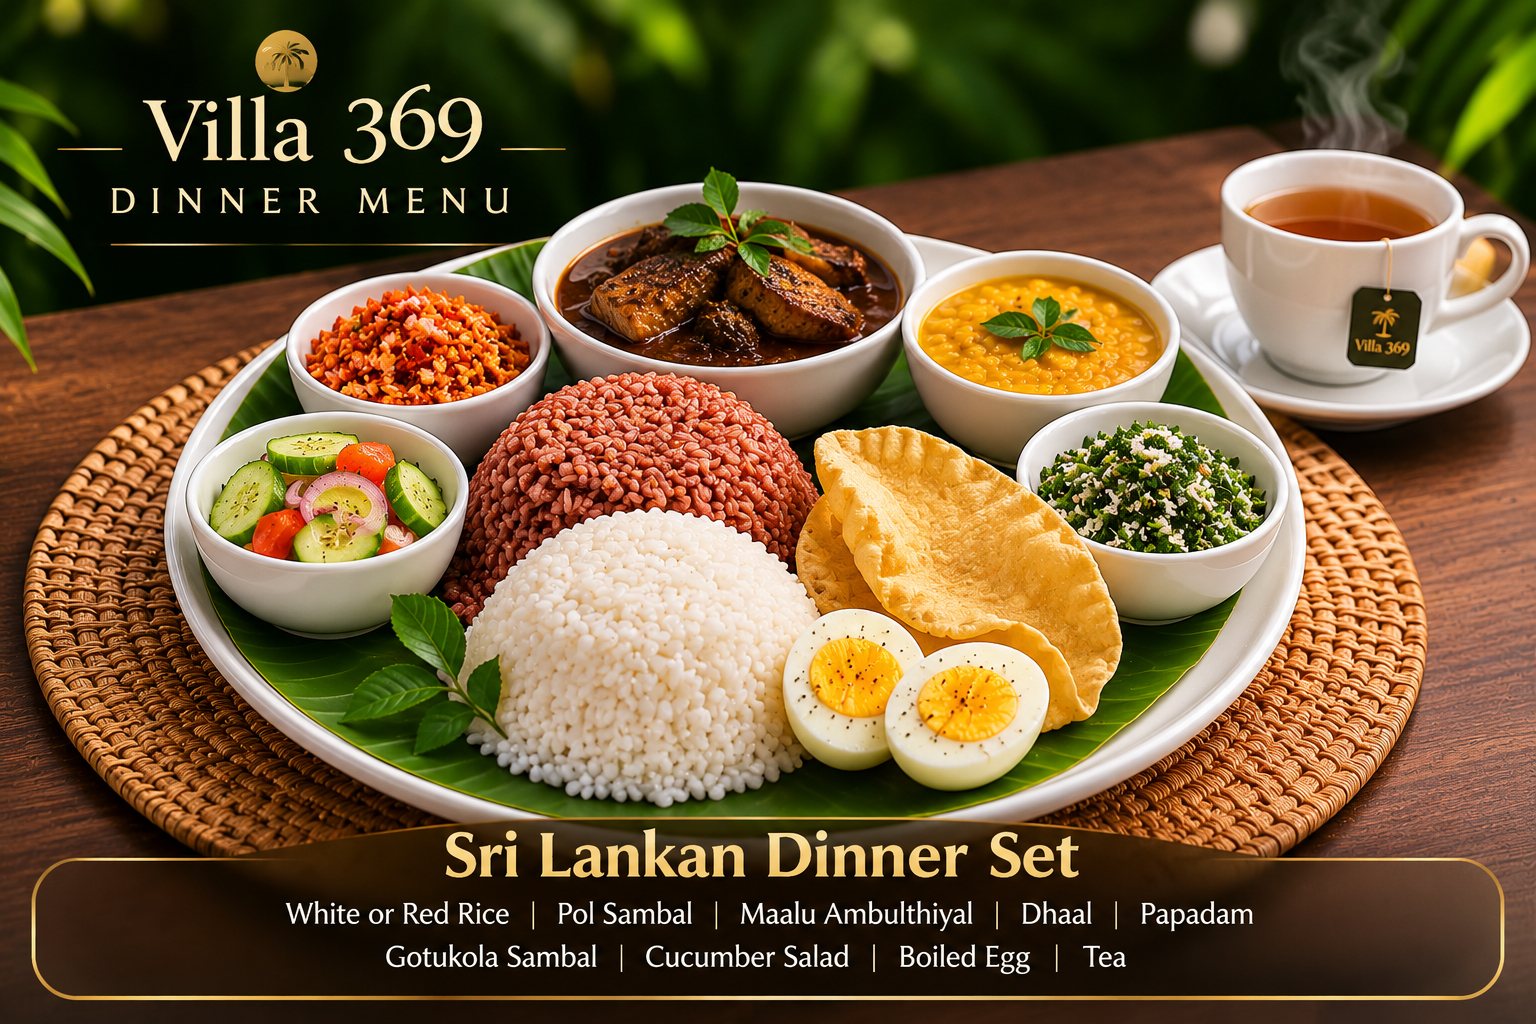 Villa 369
DINNER MENU
Villa 369
Sri Lankan Dinner Set
White or Red Rice | Pol Sambal | Maalu Ambulthiyal | Dhaal | Papadam
Gotukola Sambal | Cucumber Salad | Boiled Egg | Tea